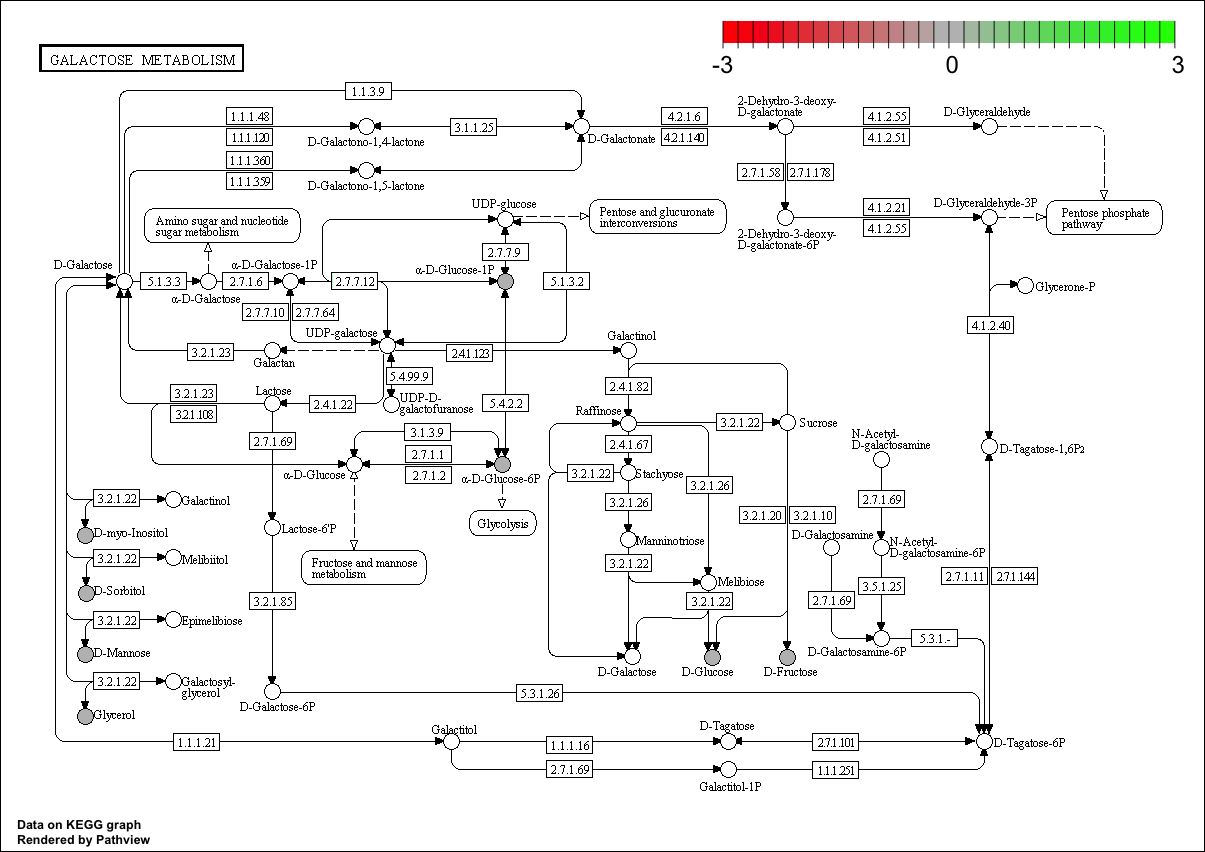 -3
0
3
GALACTOSE METABOLISM
1.1.3.9
1.1.1.48
1.1.1.120
D-Galactono-1,4-lactone
3.1.1.25
D-Galactonate
4.2.1.6
4.2.1.140
2-Dehydro-3-deoxy-
D-galactonate
4.1.2.55
4.1.2.51
D-Glyceraldehyde
1.1.1.360
1.1.1.359
D-Galactono-1,5-lactone
2.7.1.58
2.7.1.178
Amino sugar and nucleotide
sugar metabolism
UDP-glucose
Pentose and glucuronate
interconversions
2-Dehydro-3-deoxy-
D-galactonate-6P
4.1.2.21
4.1.2.55
D-Glyceraldehyde-3P
Pentose phosphate
pathway
2.7.7.9
D-Galactose
5.1.3.3
α-D-Galactose
2.7.1.6
α-D-Galactose-1P
2.7.7.12
α-D-Glucose-1P
5.1.3.2
Glycerone-P
2.7.7.10
2.7.7.64
4.1.2.40
UDP-galactose
3.2.1.23
Galactan
2.4.1.123
Galactinol
5.4.99.9
2.4.1.82
3.2.1.23
3.2.1.108
Lactose
2.4.1.22
UDP-D-
galactofuranose
5.4.2.2
Raffinose
3.2.1.22
Sucrose
2.7.1.69
3.1.3.9
2.4.1.67
N-Acetyl-
D-galactosamine
D-Tagatose-1,6P2
α-D-Glucose
2.7.1.1
2.7.1.2
α-D-Glucose-6P
3.2.1.22
Stachyose
3.2.1.26
3.2.1.22
Galactinol
2.7.1.69
3.2.1.26
D-myo-Inositol
Lactose-6'P
Glycolysis
3.2.1.20
3.2.1.10
Manninotriose
D-Galactosamine
N-Acetyl-
D-galactosamine-6P
3.2.1.22
Melibiitol
Fructose and mannose
metabolism
3.2.1.22
Melibiose
3.5.1.25
2.7.1.11
2.7.1.144
D-Sorbitol
3.2.1.85
3.2.1.22
2.7.1.69
3.2.1.22
Epimelibiose
D-Mannose
D-Galactosamine-6P
5.3.1.-
D-Galactose
D-Glucose
D-Fructose
3.2.1.22
Galactosyl-
glycerol
Glycerol
D-Galactose-6P
5.3.1.26
1.1.1.21
Galactitol
1.1.1.16
D-Tagatose
2.7.1.101
D-Tagatose-6P
2.7.1.69
Galactitol-1P
1.1.1.251
Data on KEGG graph
Rendered by Pathview